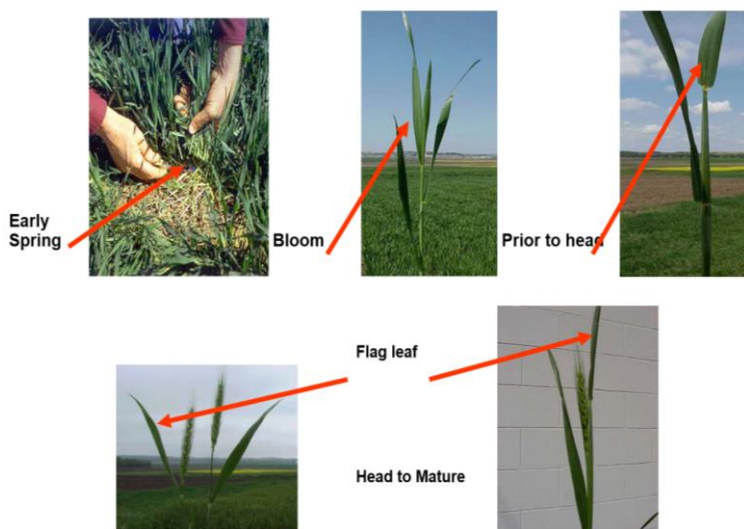 Early
Spring
Bloom
Prior to head
Flag leaf
Head to Mature